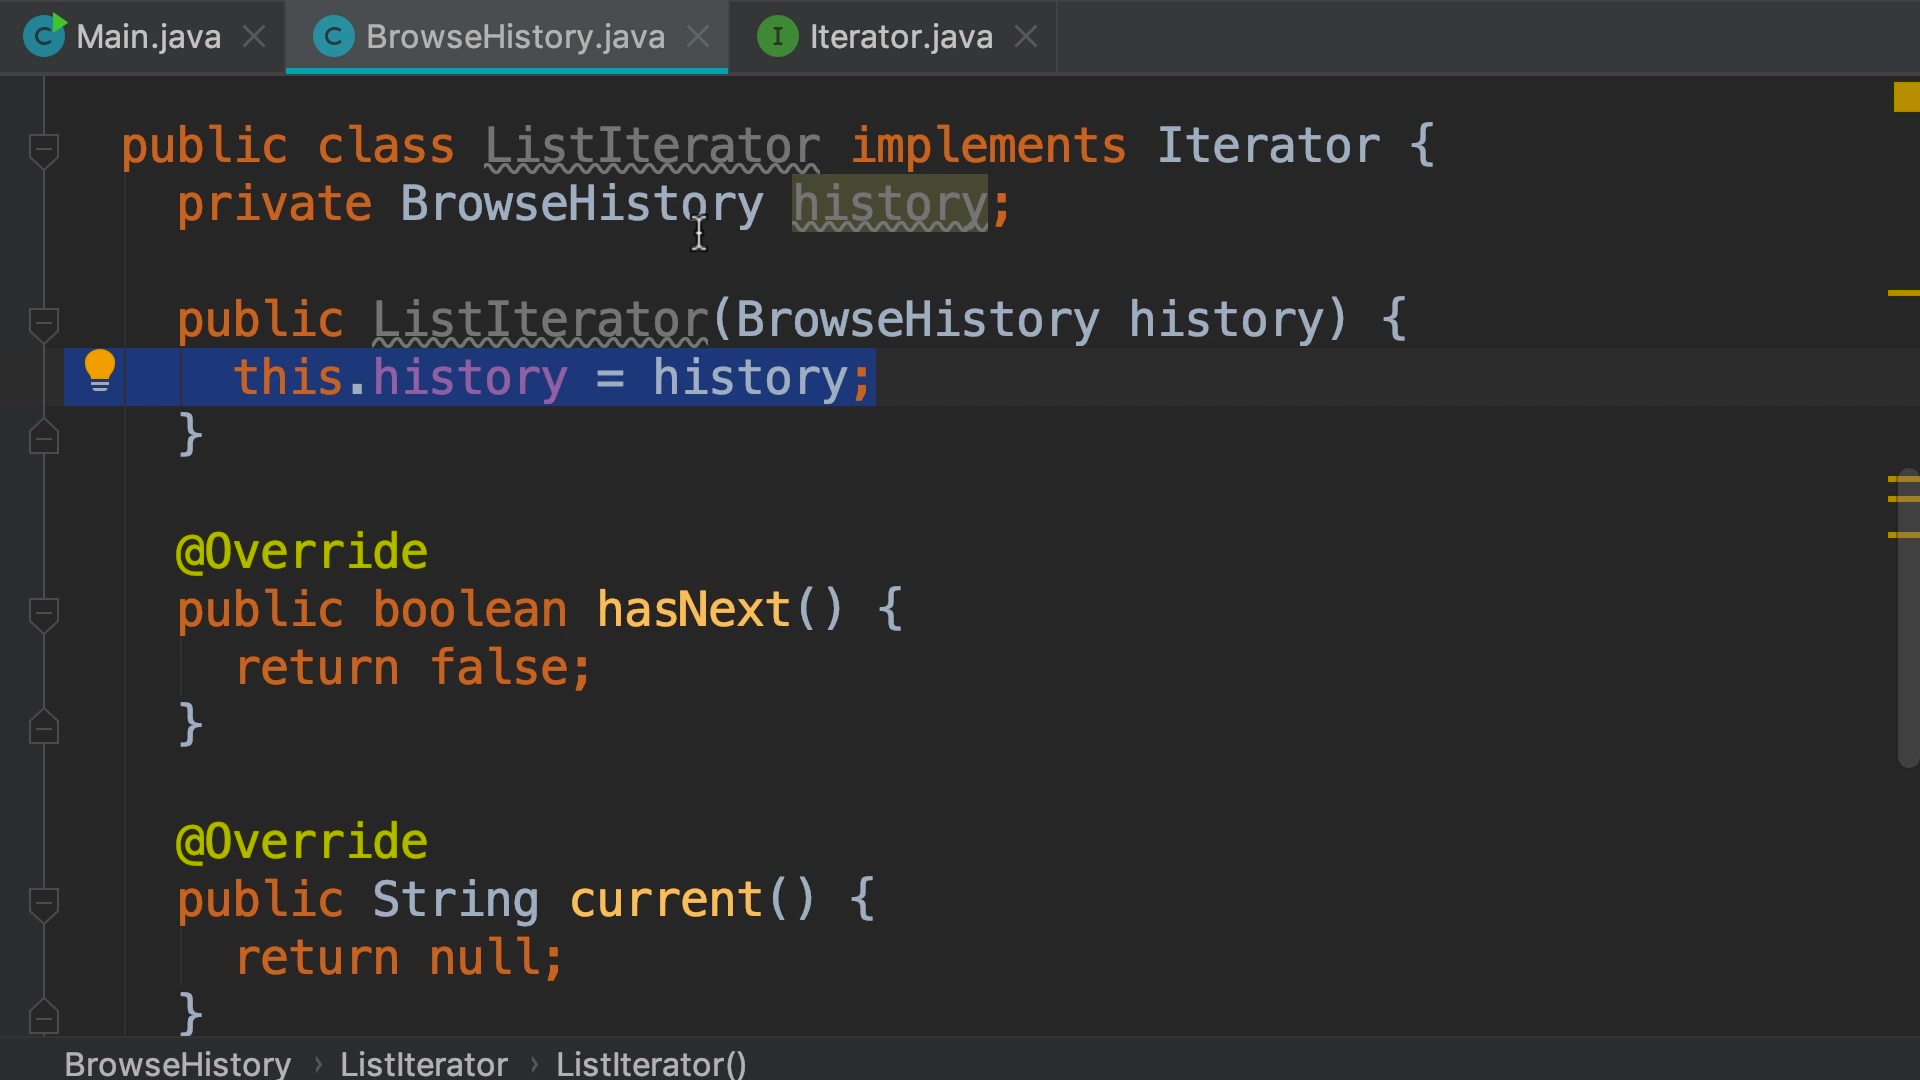 Main.java BrowseHistory.java Iterator.java
public class ListIterator implements Iterator {
private BrowseHistory history;
public ListIterator(BrowseHistory history) {
this.history = history;
}
@Override
public boolean hasNext() {
return false;
}
@Override
public String current() {
return null;
}
BrowseHistory › ListIterator › ListIterator()